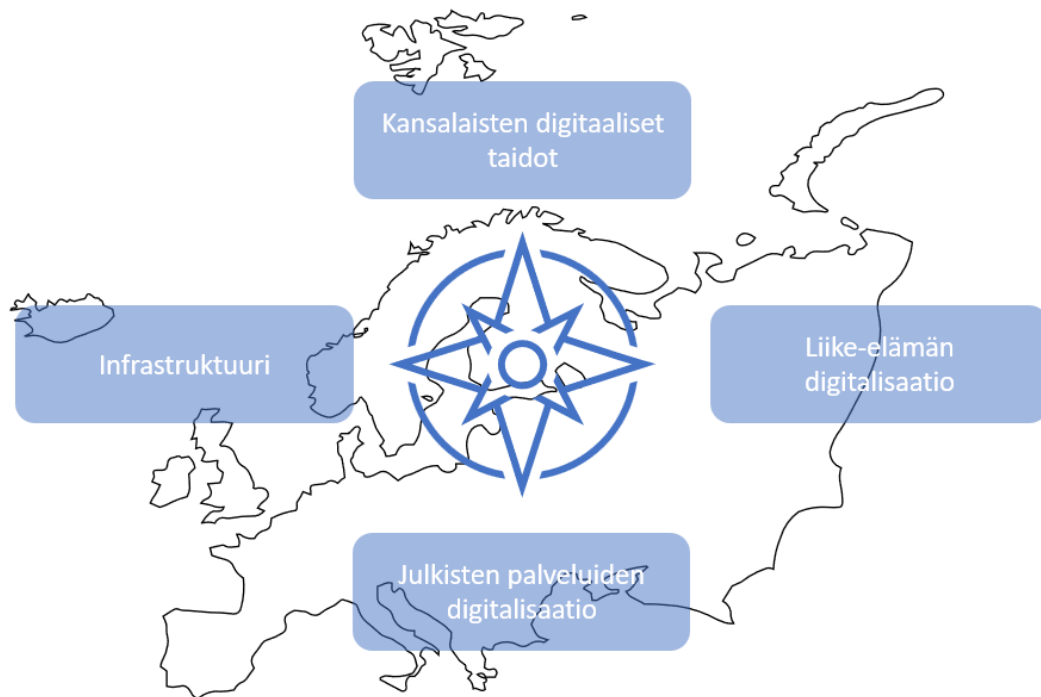 Kansalaisten digitaaliset
taidot
Infrastruktuuri
Liike-elämän
digitalisaatio
Julkisten palveluiden
digitalisaatio